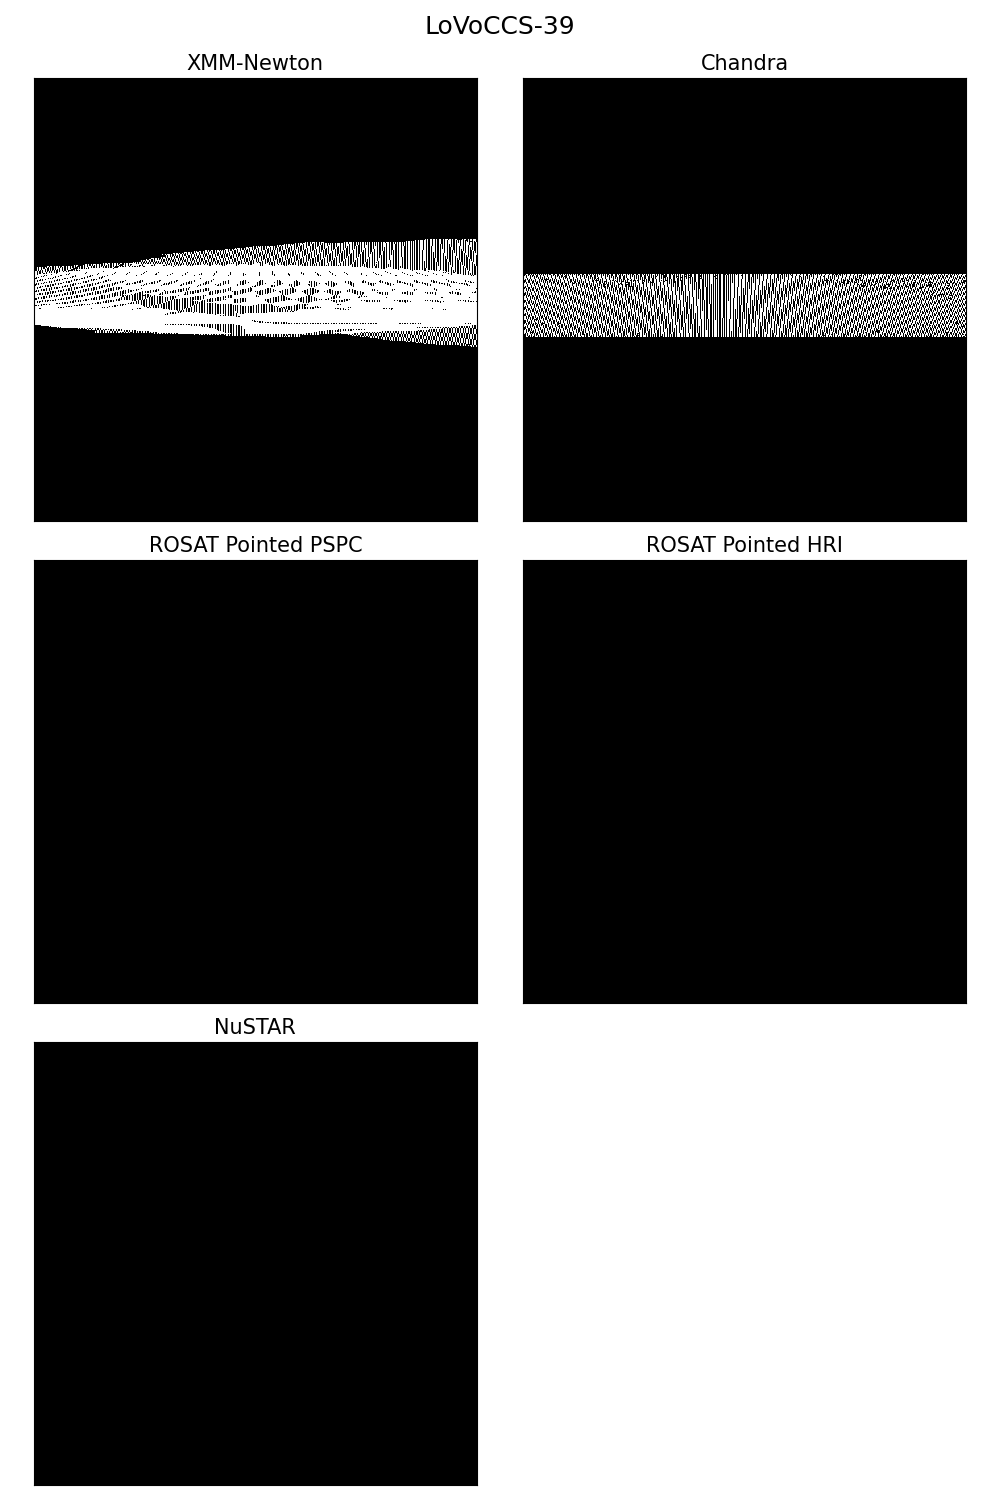 LoVoCCS-39
XMM-Newton
Chandra
ROSAT Pointed PSPC
ROSAT Pointed HRI
NuSTAR